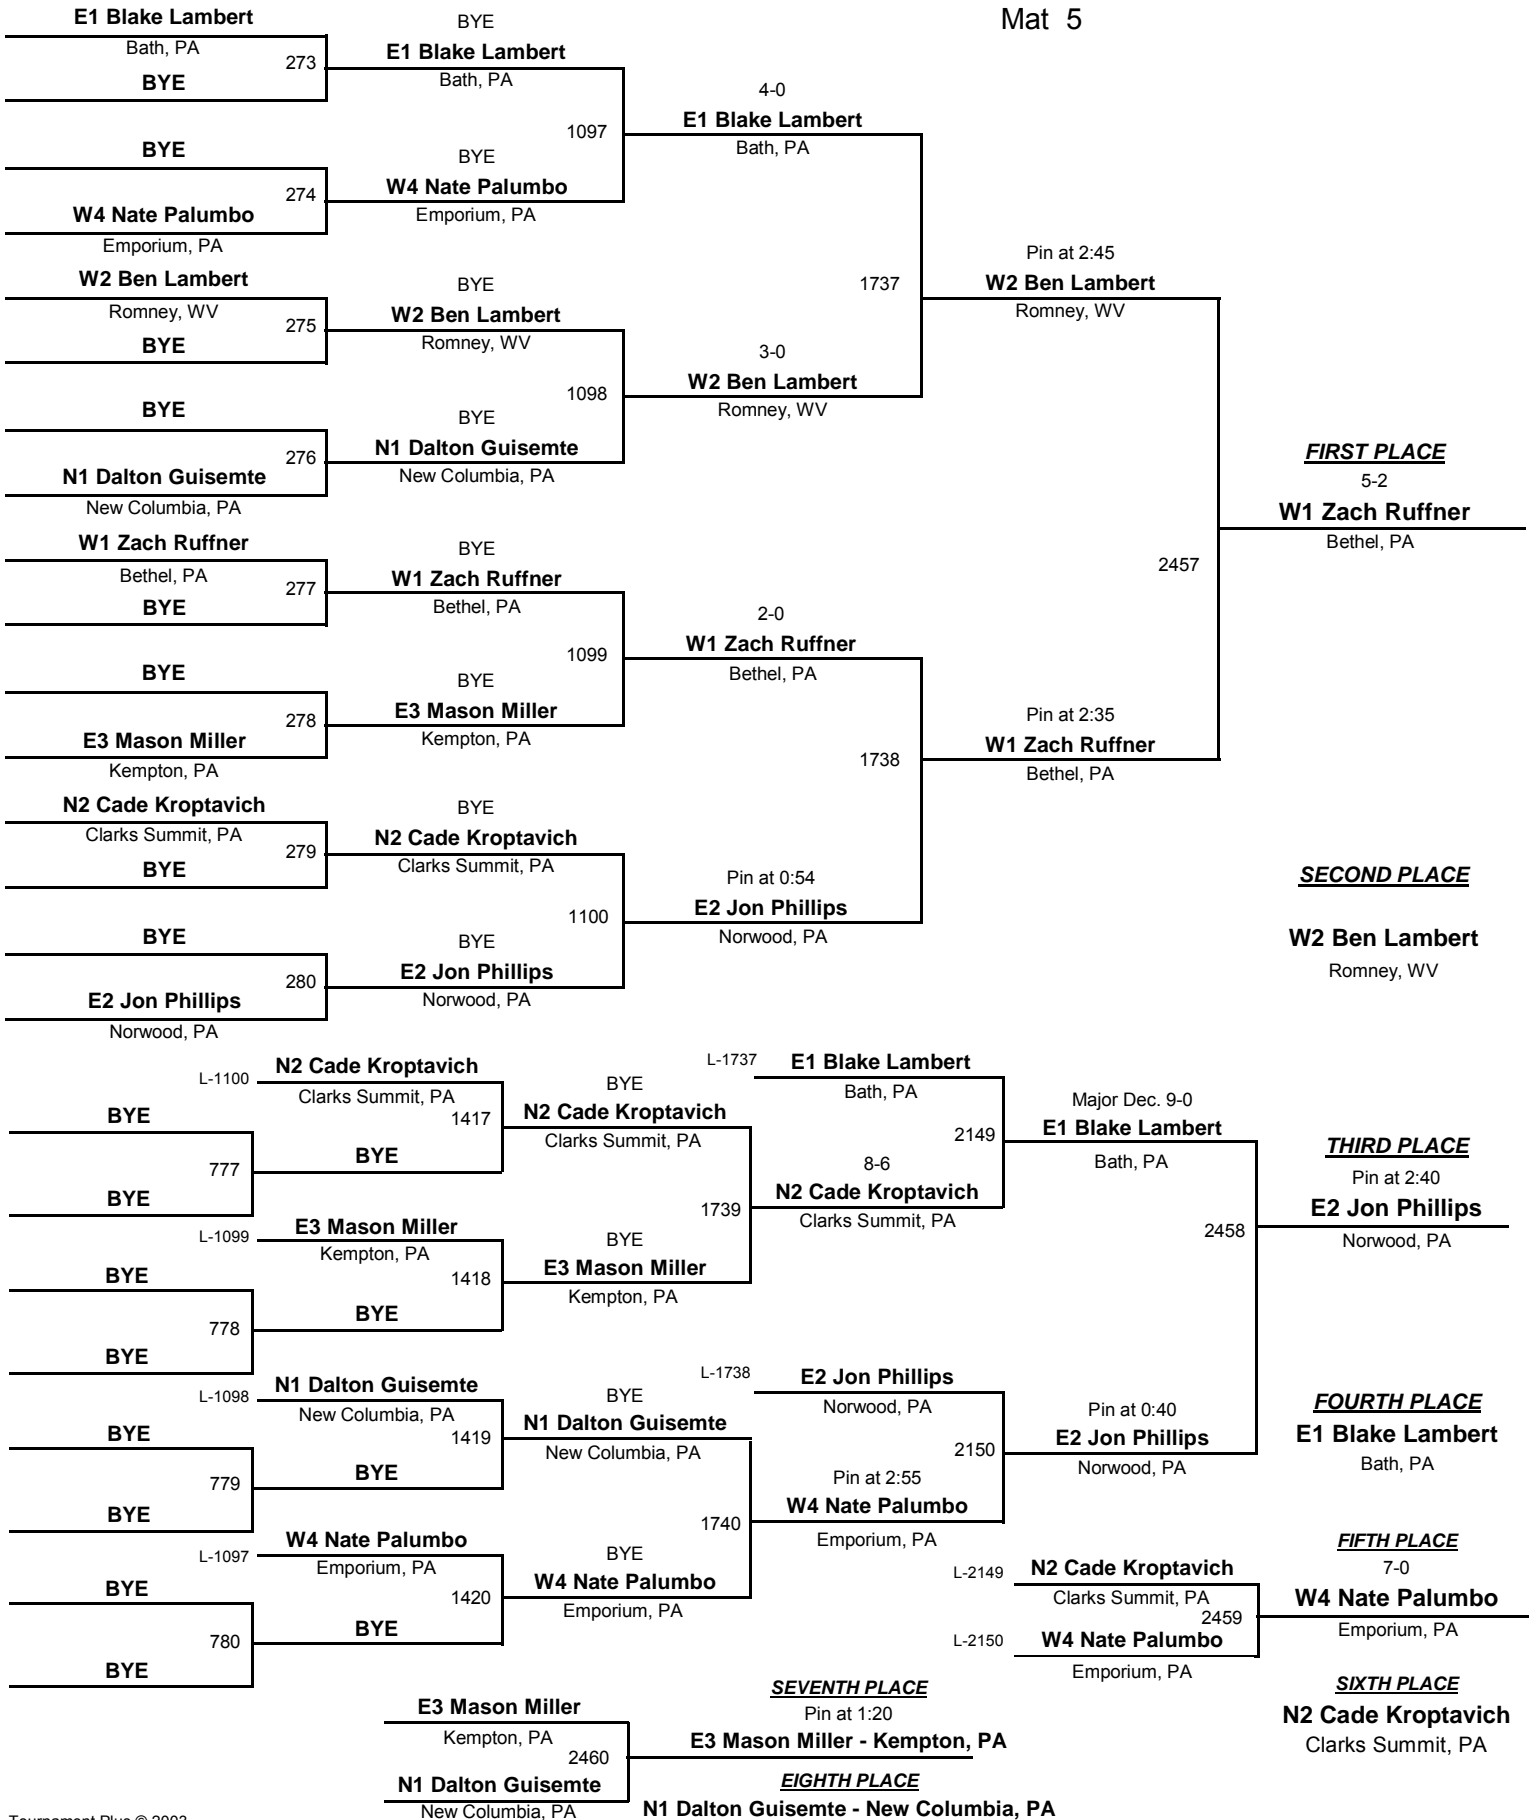 Mat 5
E1 Blake Lambert
Bath, PA
273
BYE
BYE
274
W4 Nate Palumbo
Emporium, PA
W2 Ben Lambert
Romney, WV
275
BYE
BYE
276
N1 Dalton Guisemte
New Columbia, PA
W1 Zach Ruffner
Bethel, PA
277
BYE
BYE
278
E3 Mason Miller
Kempton, PA
N2 Cade Kroptavich
Clarks Summit, PA
279
BYE
BYE
280
E2 Jon Phillips
Norwood, PA
BYE
E1 Blake Lambert
Bath, PA
1097
BYE
W4 Nate Palumbo
Emporium, PA
BYE
W2 Ben Lambert
Romney, WV
1098
BYE
N1 Dalton Guisemte
New Columbia, PA
BYE
W1 Zach Ruffner
Bethel, PA
1099
BYE
E3 Mason Miller
Kempton, PA
BYE
N2 Cade Kroptavich
Clarks Summit, PA
1100
BYE
E2 Jon Phillips
Norwood, PA
4-0
E1 Blake Lambert
Bath, PA
1737
3-0
W2 Ben Lambert
Romney, WV
2-0
W1 Zach Ruffner
Bethel, PA
1738
Pin at 0:54
E2 Jon Phillips
Norwood, PA
Pin at 2:45
W2 Ben Lambert
Romney, WV
2457
Pin at 2:35
W1 Zach Ruffner
Bethel, PA
FIRST PLACE
5-2
W1 Zach Ruffner
Bethel, PA
SECOND PLACE
W2 Ben Lambert
Romney, WV
BYE
777
BYE
BYE
778
BYE
BYE
779
BYE
BYE
780
BYE
L-1100
N2 Cade Kroptavich
Clarks Summit, PA
1417
BYE
L-1099
E3 Mason Miller
Kempton, PA
1418
BYE
L-1098
N1 Dalton Guisemte
New Columbia, PA
1419
BYE
L-1097
W4 Nate Palumbo
Emporium, PA
1420
BYE
BYE
N2 Cade Kroptavich
Clarks Summit, PA
1739
BYE
E3 Mason Miller
Kempton, PA
BYE
N1 Dalton Guisemte
New Columbia, PA
1740
BYE
W4 Nate Palumbo
Emporium, PA
L-1737
E1 Blake Lambert
Bath, PA
2149
8-6
N2 Cade Kroptavich
Clarks Summit, PA
L-1738
E2 Jon Phillips
Norwood, PA
2150
Pin at 2:55
W4 Nate Palumbo
Emporium, PA
Major Dec. 9-0
E1 Blake Lambert
Bath, PA
2458
Pin at 0:40
E2 Jon Phillips
Norwood, PA
THIRD PLACE
Pin at 2:40
E2 Jon Phillips
Norwood, PA
FOURTH PLACE
E1 Blake Lambert
Bath, PA
L-2149
N2 Cade Kroptavich
Clarks Summit, PA
2459
L-2150
W4 Nate Palumbo
Emporium, PA
FIFTH PLACE
7-0
W4 Nate Palumbo
Emporium, PA
SIXTH PLACE
N2 Cade Kroptavich
Clarks Summit, PA
E3 Mason Miller
Kempton, PA
2460
N1 Dalton Guisemte
New Columbia, PA
SEVENTH PLACE
Pin at 1:20
E3 Mason Miller - Kempton, PA
EIGHTH PLACE
N1 Dalton Guisemte - New Columbia, PA
Tournament Plus © 2003